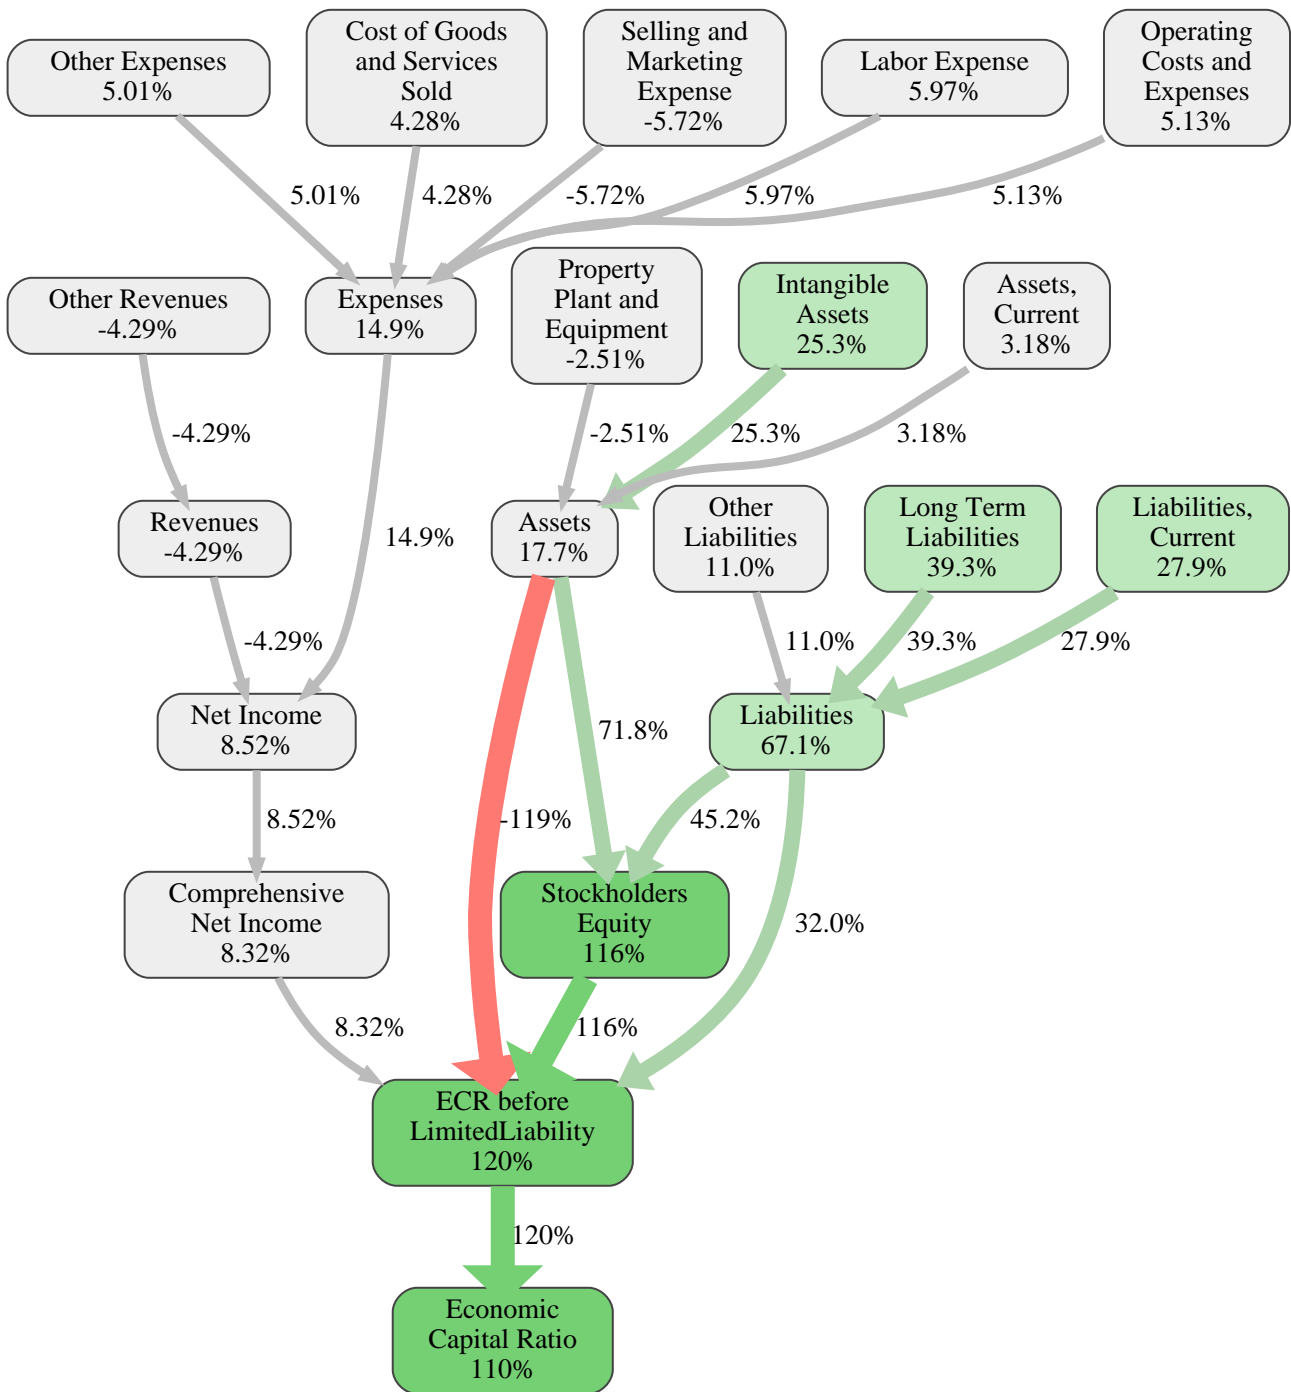 Other Expenses
5.01%
Cost of Goods
and Services
Sold
4.28%
Selling and
Marketing
Expense
-5.72%
Labor Expense
5.97%
Operating
Costs and
Expenses
5.13%
5.01%
4.28%
-5.72%
5.97%
5.13%
Other Revenues
-4.29%
Expenses
14.9%
Property
Plant and
Equipment
-2.51%
Intangible
Assets
25.3%
Assets,
Current
3.18%
-4.29%
-2.51%
25.3%
3.18%
Revenues
-4.29%
14.9%
Assets
17.7%
Other
Liabilities
11.0%
Long Term
Liabilities
39.3%
Liabilities,
Current
27.9%
-4.29%
11.0%
39.3%
27.9%
Net Income
8.52%
71.8%
Liabilities
67.1%
8.52%
-119%
45.2%
Comprehensive
Net Income
8.32%
Stockholders
Equity
116%
32.0%
8.32%
116%
ECR before
LimitedLiability
120%
120%
Economic
Capital Ratio
110%